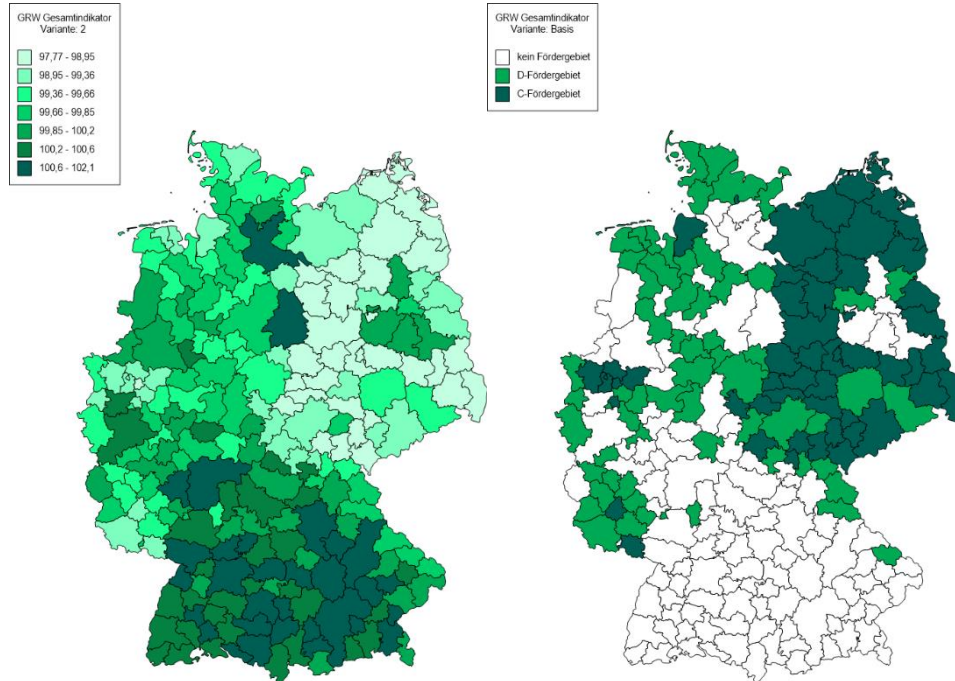 GRW Gesamtindikator
Variante: 2
97,77 - 98,95
98,95 - 99,36
99,36 - 99,66
99,66 - 99,85
99,85 - 100,2
100,2 - 100,6
100,6 - 102,1
GRW Gesamtindikator
Variante: Basis
kein Fördergebiet
D-Fördergebiet
C-Fördergebiet